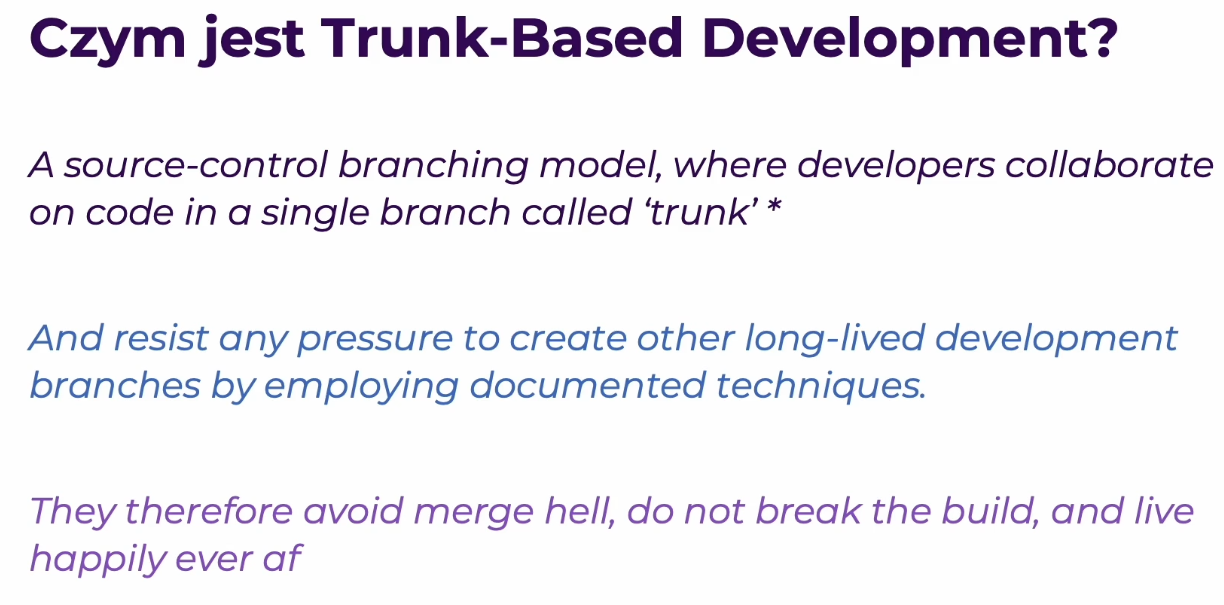 Czym jest Trunk-Based Development?
A source-control branching model, where developers collaborate
on code in a single branch called ‘trunk’ *
And resist any pressure to create other long-lived development
branches by employing documented techniques.
They therefore avoid merge hell, do not break the build, and live
happily ever af